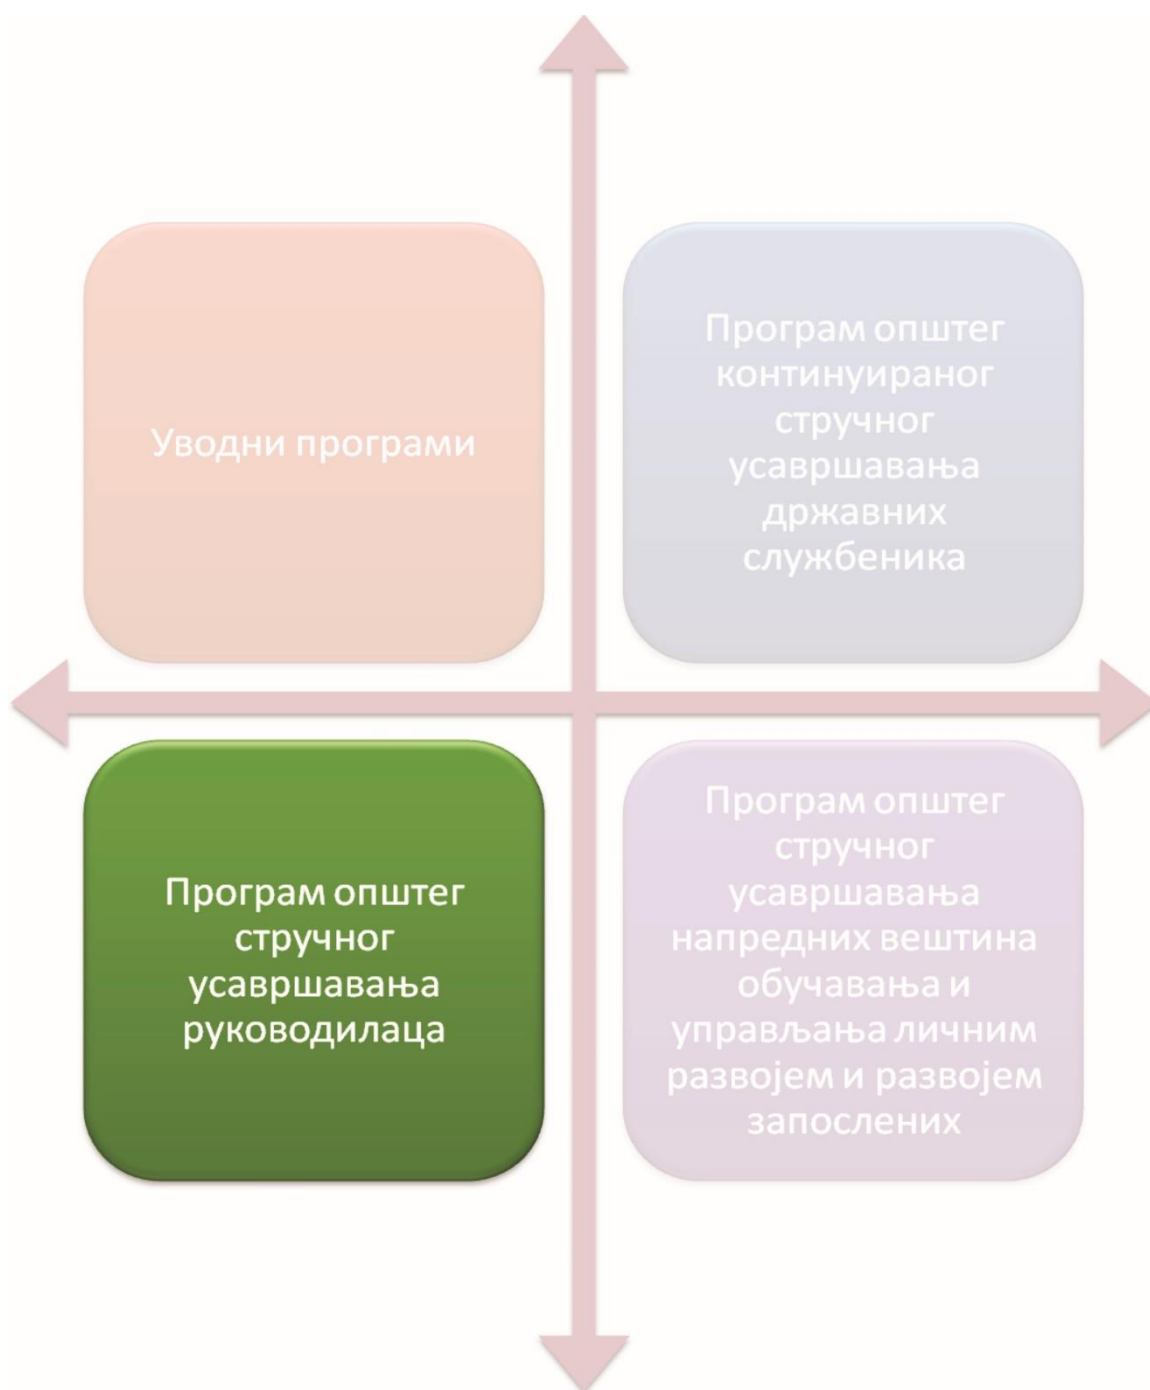 Уводни програми
Програм општег
континуираног
стручног
усавршавања
државних
службеника
Програм општег
стручног
усавршавања
руководилаца
Програм општег
стручног
усавршавања
напредних вештина
обучавања и
управљања личним
развојем и развојем
запослених